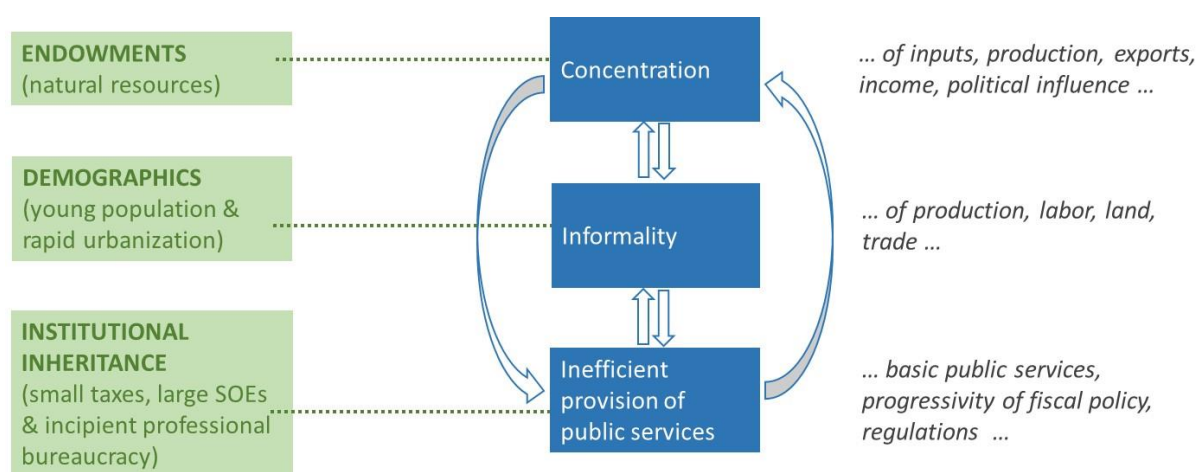 ENDOWMENTS
(natural resources)
Concentration
… of inputs, production, exports,
income, political influence …
DEMOGRAPHICS
(young population &
rapid urbanization)
Informality
… of production, labor, land,
trade …
INSTITUTIONAL
INHERITANCE
(small taxes, large SOEs
& incipient professional
bureaucracy)
Inefficient
provision of
public services
… basic public services,
progressivity of fiscal policy,
regulations  …